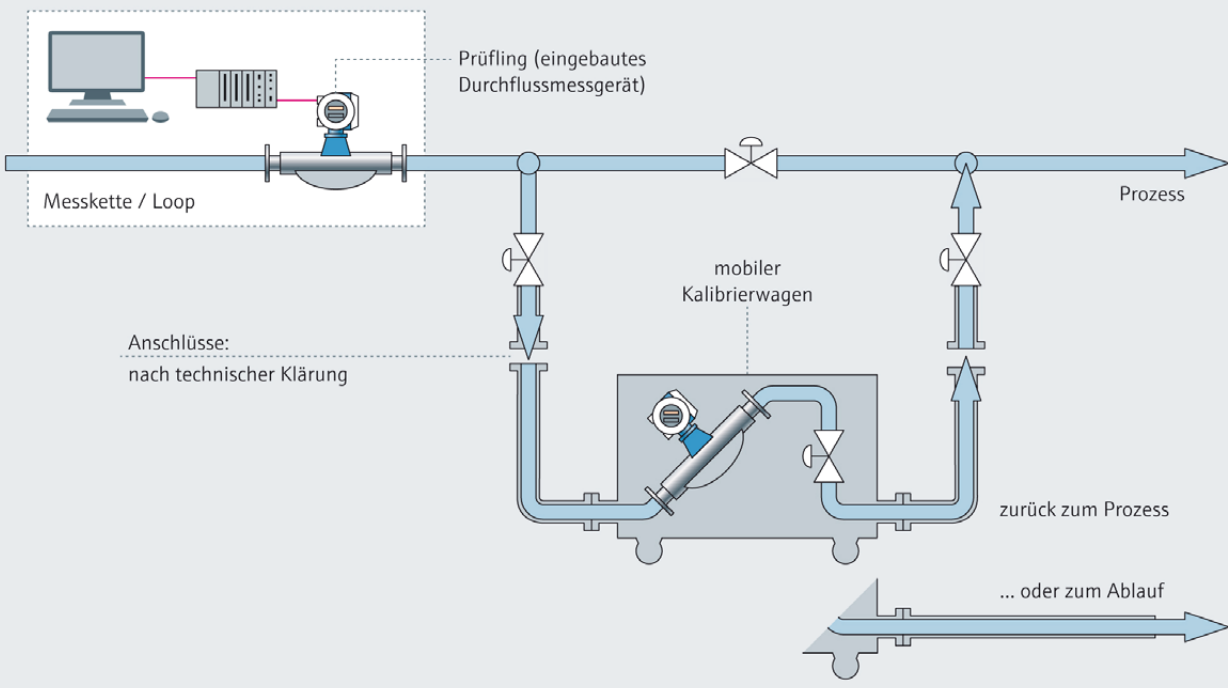 Prüfling (eingebautes
Durchflussmessgerät)
Messkette / Loop
Prozess
mobiler
Kalibrierwagen
Anschlüsse:
nach technischer Klärung
zurück zum Prozess
... oder zum Ablauf